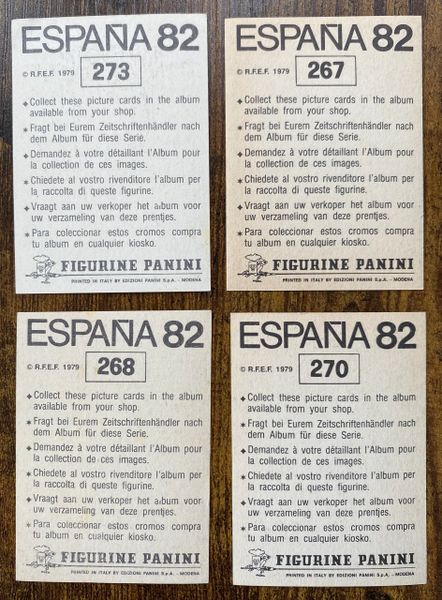 ESPAÑA 82
© R.F.E.F. 1979 273
Collect these picture cards in the album
available from your shop.
Fragt bei Eurem Zeitschriftenhändler nach
dem Album für diese Serie.
Demandez à votre détaillant l'Album pour
la collection de ces images.
Chiedete al vostro rivenditore l'album per
la raccolta di queste figurine.
Vraagt aan uw verkoper het album voor
uw verzameling van deze prentjes.
Para coleccionar estos cromos compra
tu album en cualquier kiosko.
FIGURINE PANINI
PRINTED IN ITALY BY EDIZIONI PANINI S.p.A. - MODENA
ESPAÑA 82
© R.F.E.F. 1979 267
Collect these picture cards in the album
available from your shop.
Fragt bei Eurem Zeitschriftenhändler nach
dem Album für diese Serie.
Demandez à votre détaillant l'Album pour
la collection de ces images.
Chiedete al vostro rivenditore l'album per
la raccolta di queste figurine.
Vraagt aan uw verkoper het album voor
uw verzameling van deze prentjes.
Para coleccionar estos cromos compra
tu album en cualquier kiosko.
FIGURINE PANINI
PRINTED IN ITALY BY EDIZIONI PANINI S.p.A. - MODENA
ESPAÑA 82
© R.F.E.F. 1979 268
Collect these picture cards in the album
available from your shop.
Fragt bei Eurem Zeitschriftenhändler nach
dem Album für diese Serie.
Demandez à votre détaillant l'Album pour
la collection de ces images.
Chiedete al vostro rivenditore l'album per
la raccolta di queste figurine.
Vraagt aan uw verkoper het album voor
uw verzameling van deze prentjes.
Para coleccionar estos cromos compra
tu album en cualquier kiosko.
FIGURINE PANINI
PRINTED IN ITALY BY EDIZIONI PANINI S.p.A. - MODENA
ESPAÑA 82
© R.F.E.F. 1979 270
Collect these picture cards in the album
available from your shop.
Fragt bei Eurem Zeitschriftenhändler nach
dem Album für diese Serie.
Demandez à votre détaillant l'Album pour
la collection de ces images.
Chiedete al vostro rivenditore l'album per
la raccolta di queste figurine.
Vraagt aan uw verkoper het album voor
uw verzameling van deze prentjes.
Para coleccionar estos cromos compra
tu album en cualquier kiosko.
FIGURINE PANINI
PRINTED IN ITALY BY EDIZIONI PANINI S.p.A. - MODENA